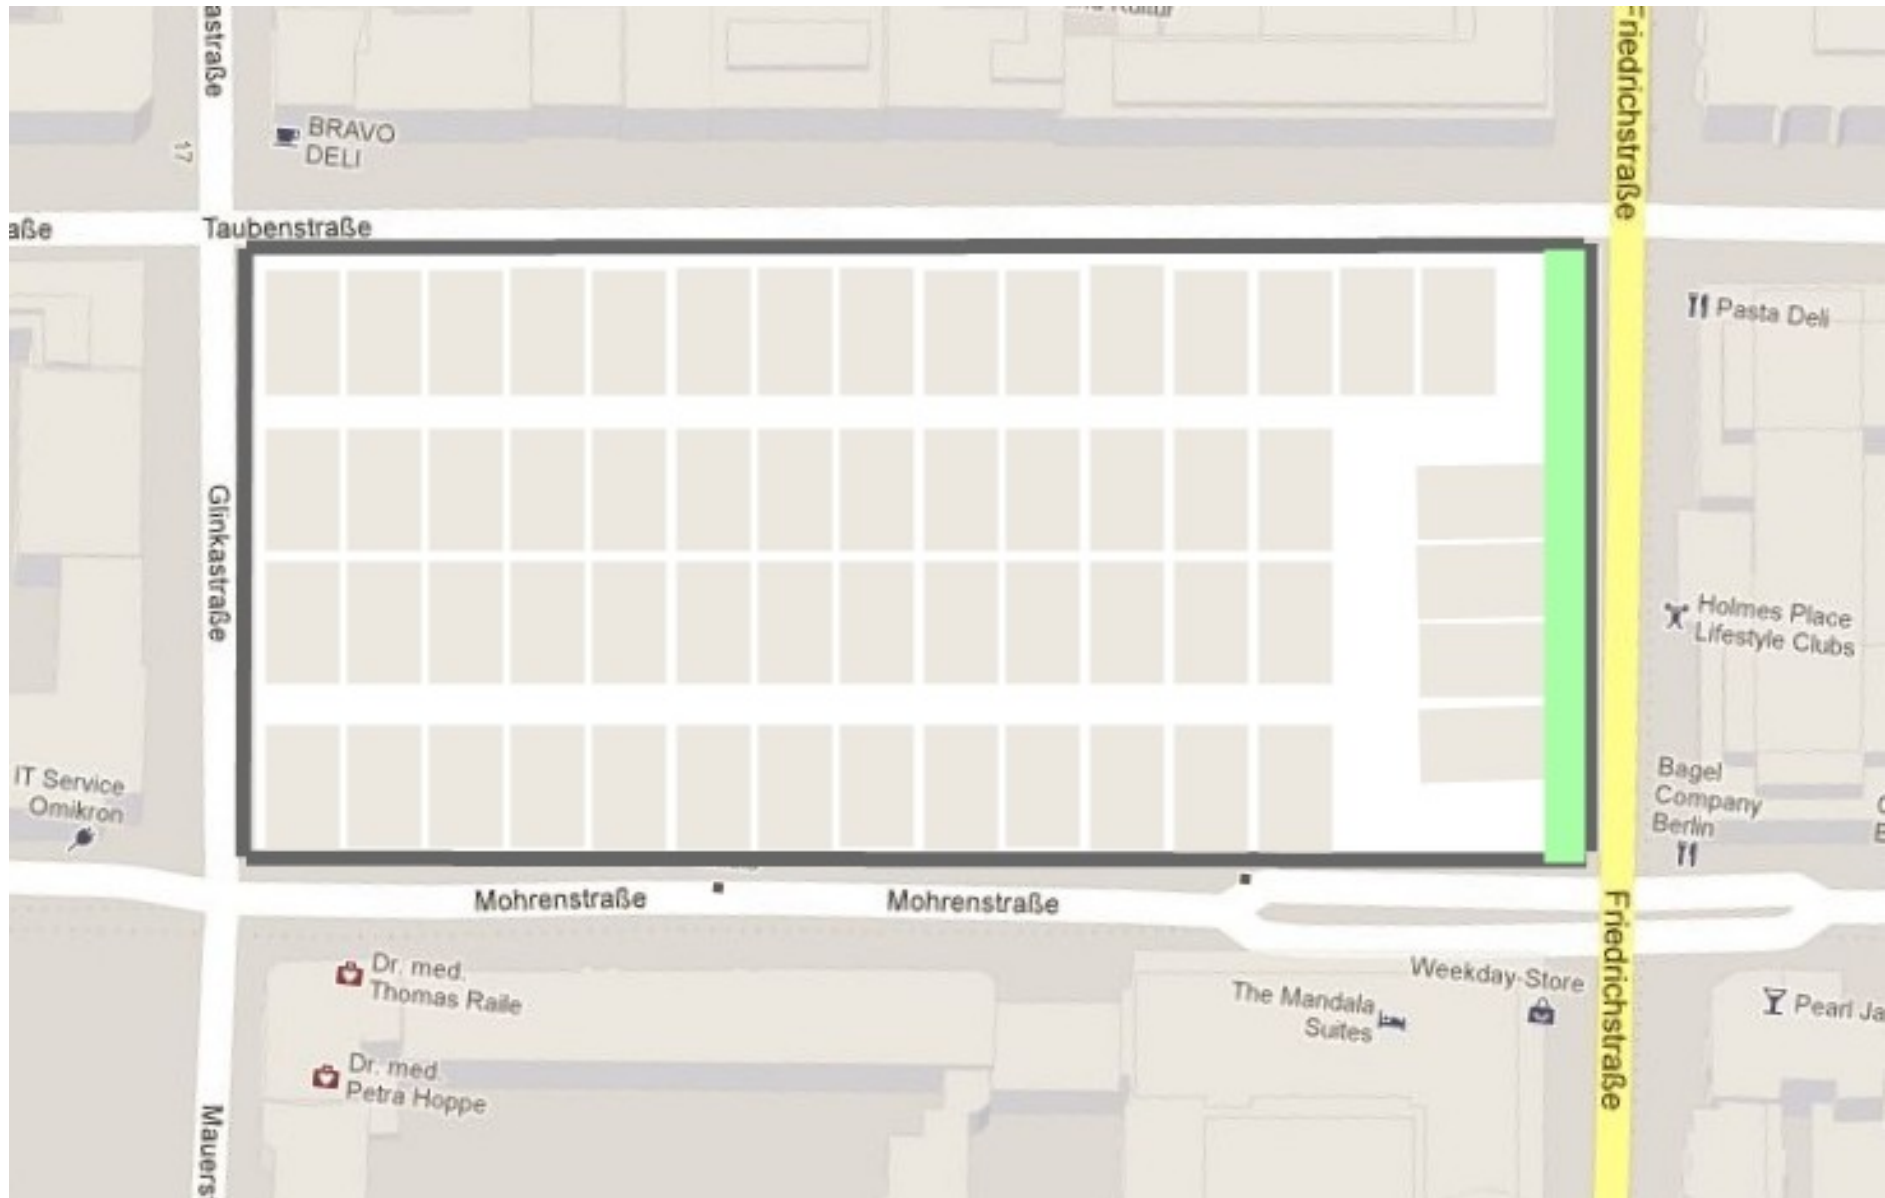 astraße
Kultur
Friedrichstraße
BRAVO
DELI
17
aße
Taubenstraße
Pasta Deli
Glinkastraße
Holmes Place
Lifestyle Clubs
IT Service
Omikron
Bagel
Company
Berlin
Mohrenstraße
Mohrenstraße
Friedrichstraße
Dr. med.
Thomas Raile
Weekday-Store
The Mandala
Suites
Pearl Ja
Dr. med.
Petra Hoppe
Mauers